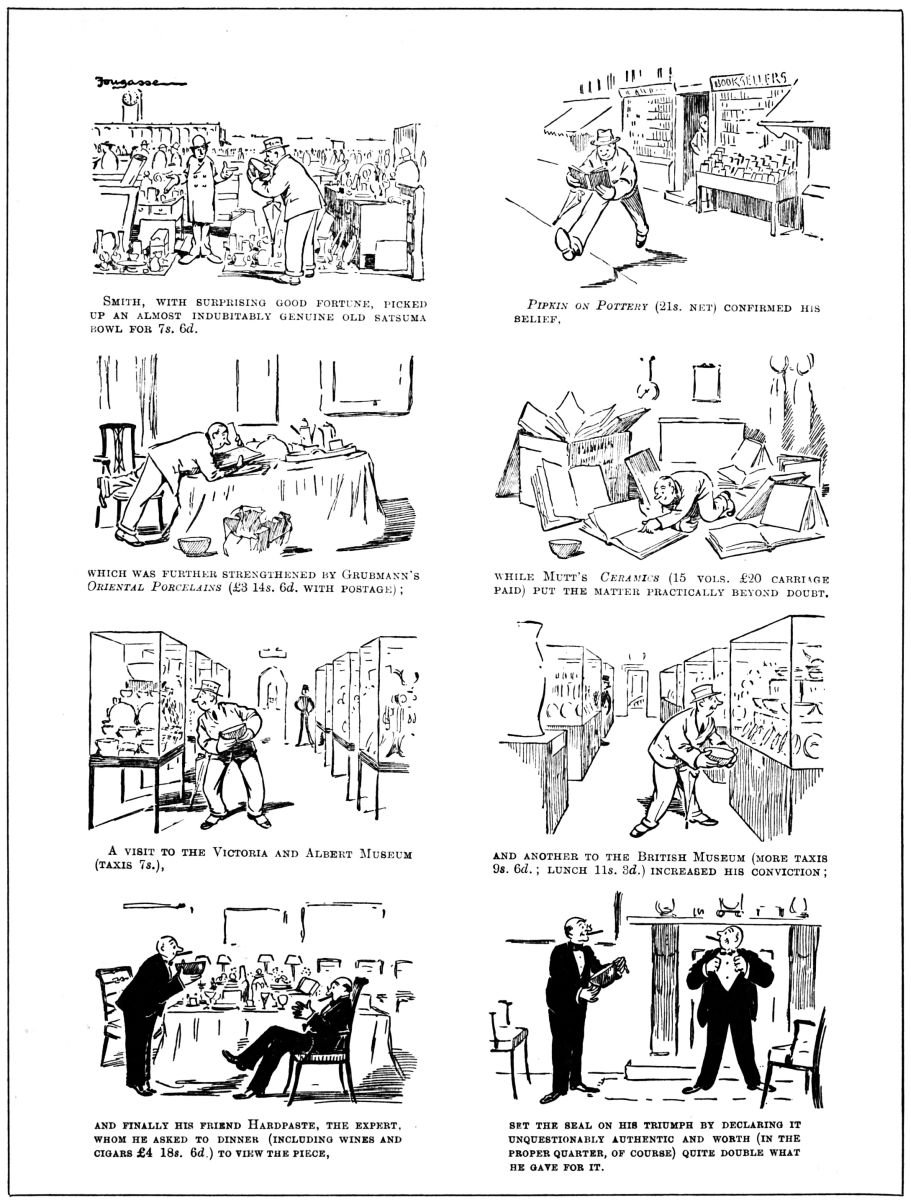 Fougasse
SMITH, WITH SURPRISING GOOD FORTUNE, PICKED
UP AN ALMOST INDUBITABLY GENUINE OLD SATSUMA
BOWL FOR 7s. 6d.
BOOKSELLERS
PIPKIN ON POTTERY (21s. NET) CONFIRMED HIS
BELIEF,
WHICH WAS FURTHER STRENGTHENED BY GRUBMANN'S
ORIENTAL PORCELAINS (£3 14s. 6d. WITH POSTAGE);
WHILE MUTT'S CERAMICS (15 VOLS. £20 CARRIAGE
PAID) PUT THE MATTER PRACTICALLY BEYOND DOUBT.
A VISIT TO THE VICTORIA AND ALBERT MUSEUM
(TAXIS 7s.),
AND ANOTHER TO THE BRITISH MUSEUM (MORE TAXIS
9s. 6d.; LUNCH 11s. 3d.) INCREASED HIS CONVICTION;
AND FINALLY HIS FRIEND HARDPASTE, THE EXPERT,
WHOM HE ASKED TO DINNER (INCLUDING WINES AND
CIGARS £4 18s. 6d.) TO VIEW THE PIECE,
SET THE SEAL ON HIS TRIUMPH BY DECLARING IT
UNQUESTIONABLY AUTHENTIC AND WORTH (IN THE
PROPER QUARTER, OF COURSE) QUITE DOUBLE WHAT
HE GAVE FOR IT.